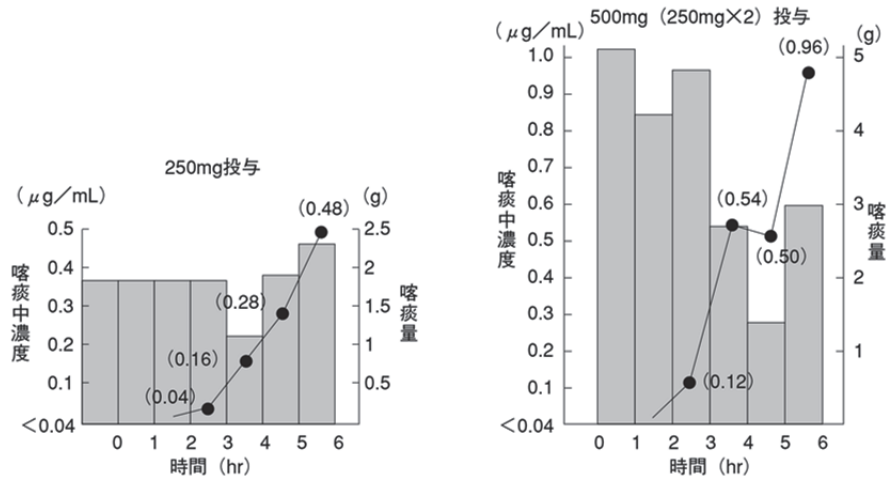 250mg投与
（μg／mL）
(g)
0.5
0.4
0.3
0.2
0.1
＜0.04
喀痰中濃度
2.5
2
1.5
1
0.5
喀痰量
（0.04）
（0.16）
（0.28）
（0.48）
0 1 2 3 4 5 6
時間（hr）
500mg（250mg×2）投与
（μg／mL）
(g)
1.0
0.9
0.8
0.7
0.6
0.5
0.4
0.3
0.2
0.1
＜0.04
喀痰中濃度
5
4
3
2
1
喀痰量
（0.12）
（0.54）
（0.50）
（0.96）
0 1 2 3 4 5 6
時間（hr）